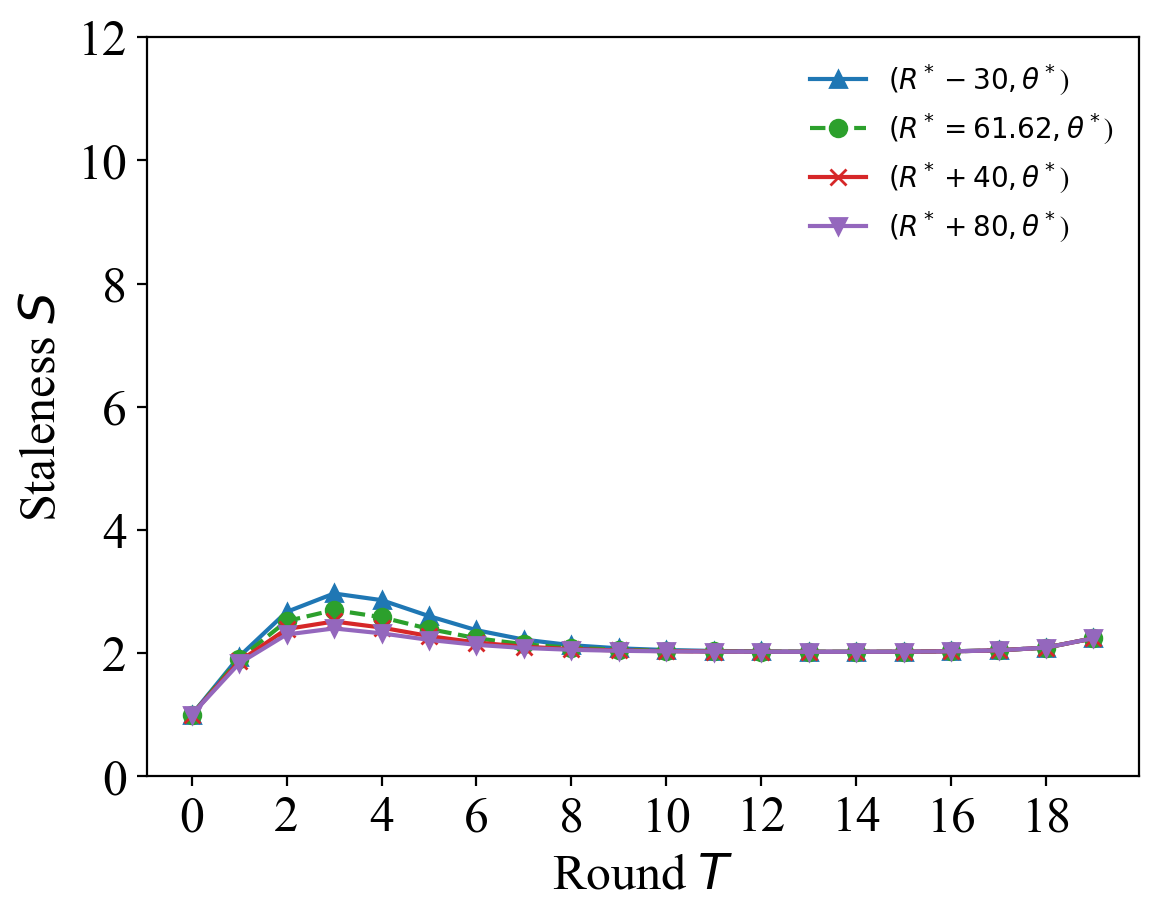 12
10
8
6
4
2
0
Staleness S
(R* − 30, θ*)
(R* = 61.62, θ*)
(R* + 40, θ*)
(R* + 80, θ*)
0 2 4 6 8 10 12 14 16 18
Round T